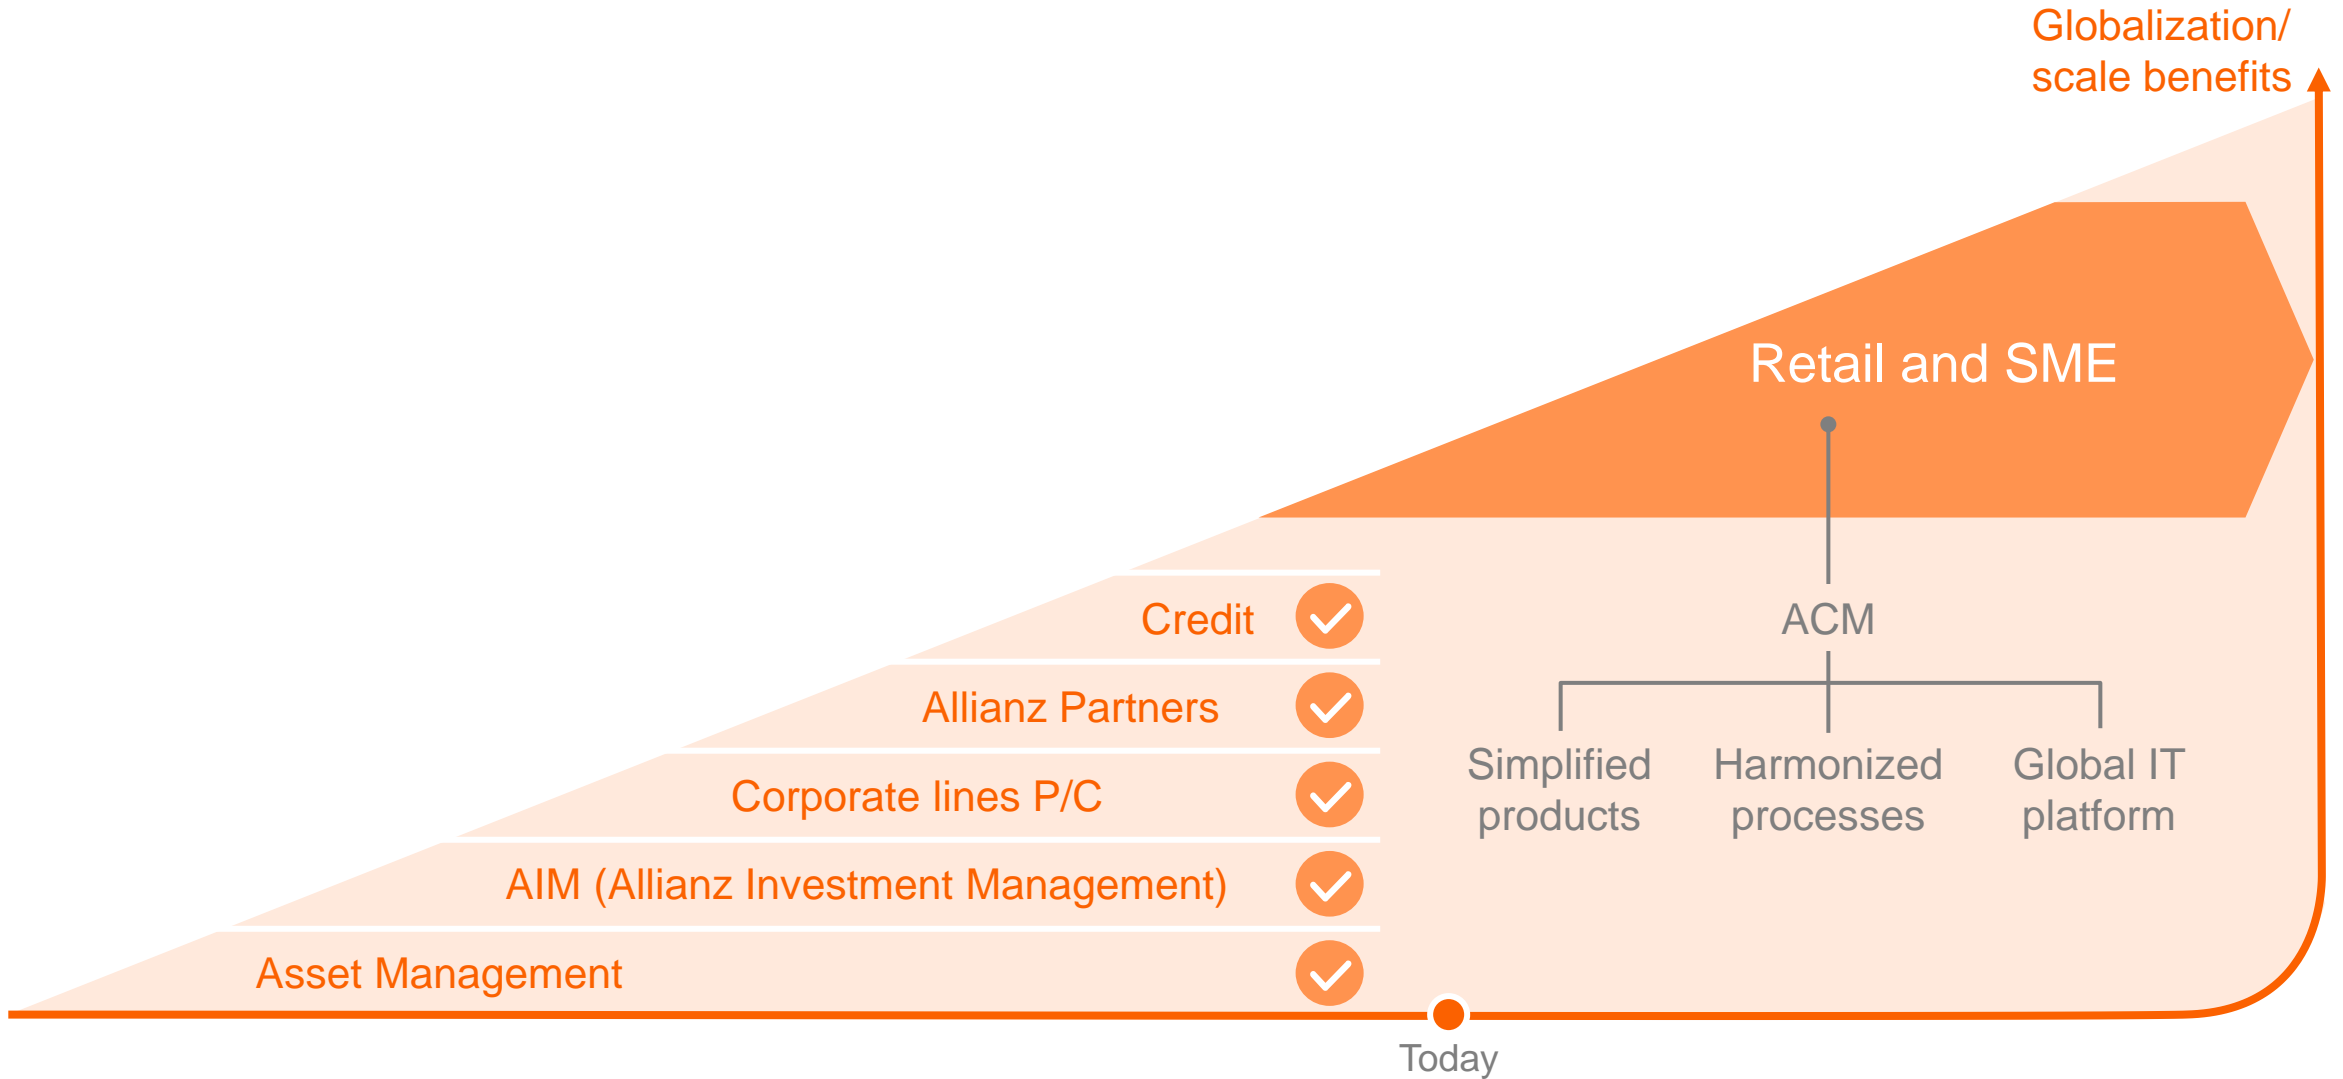 Globalization/
scale benefits
Retail and SME
Credit
ACM
Allianz Partners
Simplified
products
Harmonized
processes
Global IT
platform
Corporate lines P/C
AIM (Allianz Investment Management)
Asset Management
Today